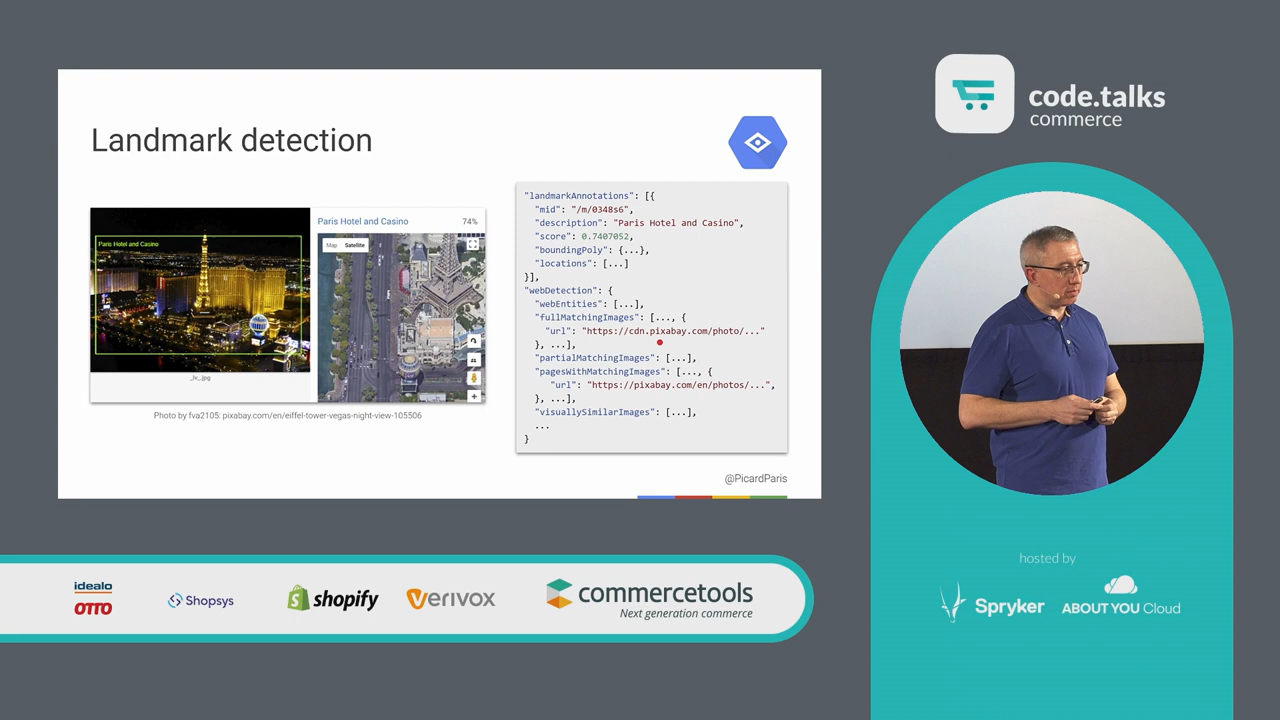 Landmark detection
Paris Hotel and Casino
_lv_.jpg
Paris Hotel and Casino 74%
Map Satellite
Photo by fva2105: pixabay.com/en/eiffel-tower-vegas-night-view-105506
"landmarkAnnotations": [{
"mid": "/m/0348s6",
"description": "Paris Hotel and Casino",
"score": 0.7407052,
"boundingPoly": {...},
"locations": [...]
}],
"webDetection": {
"webEntities": [...],
"fullMatchingImages": [..., {
"url": "https://cdn.pixabay.com/photo/..."
}, ...],
"partialMatchingImages": [...],
"pagesWithMatchingImages": [..., {
"url": "https://pixabay.com/en/photos/...",
}, ...],
"visuallySimilarImages": [...],
...
}
@PicardParis
code.talks
commerce
hosted by
Spryker
ABOUT YOU Cloud
idealo
OTTO
Shopsys
shopify
Verivox
commercetools
Next generation commerce